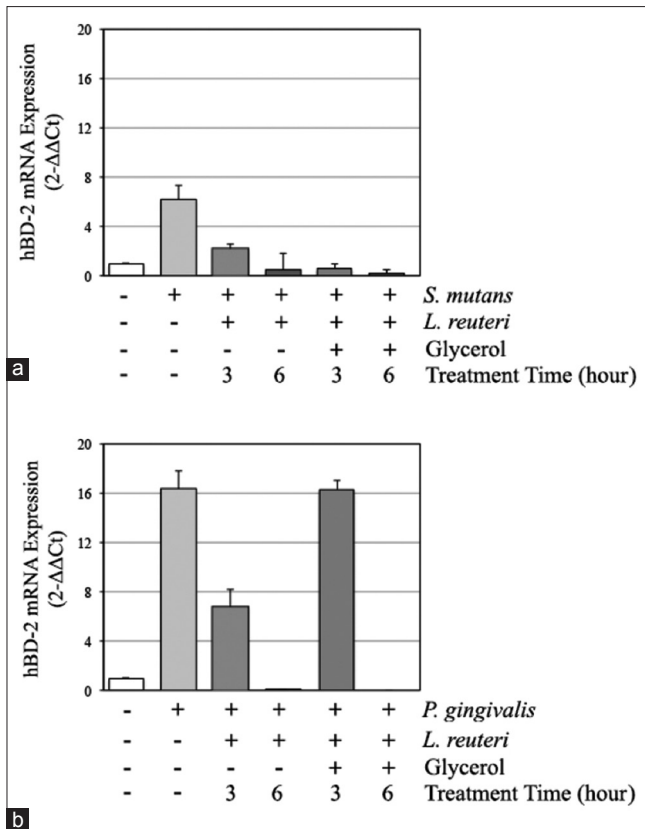 hBD-2 mRNA Expression
(2-ΔΔCt)
20
16
12
8
4
0
- + + + + + S. mutans
- - + + + + L. reuteri
- - - - + + Glycerol
- - 3 6 3 6 Treatment Time (hour)
a
hBD-2 mRNA Expression
(2-ΔΔCt)
20
16
12
8
4
0
- + + + + + P. gingivalis
- - + + + + L. reuteri
- - - - + + Glycerol
- - 3 6 3 6 Treatment Time (hour)
b